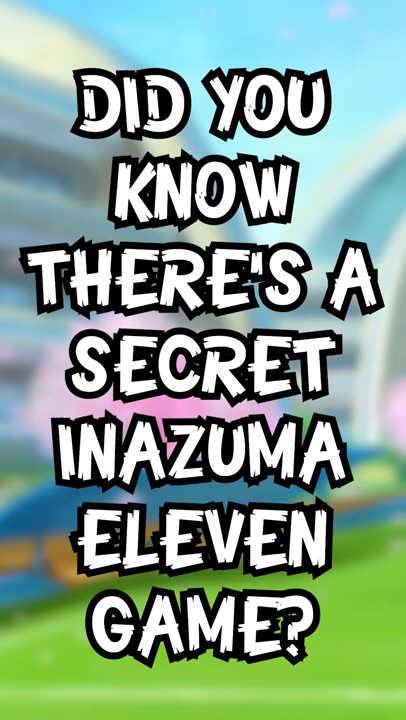 DID YOU
KNOW
THERE'S A
SECRET
INAZUMA
ELEVEN
GAME?